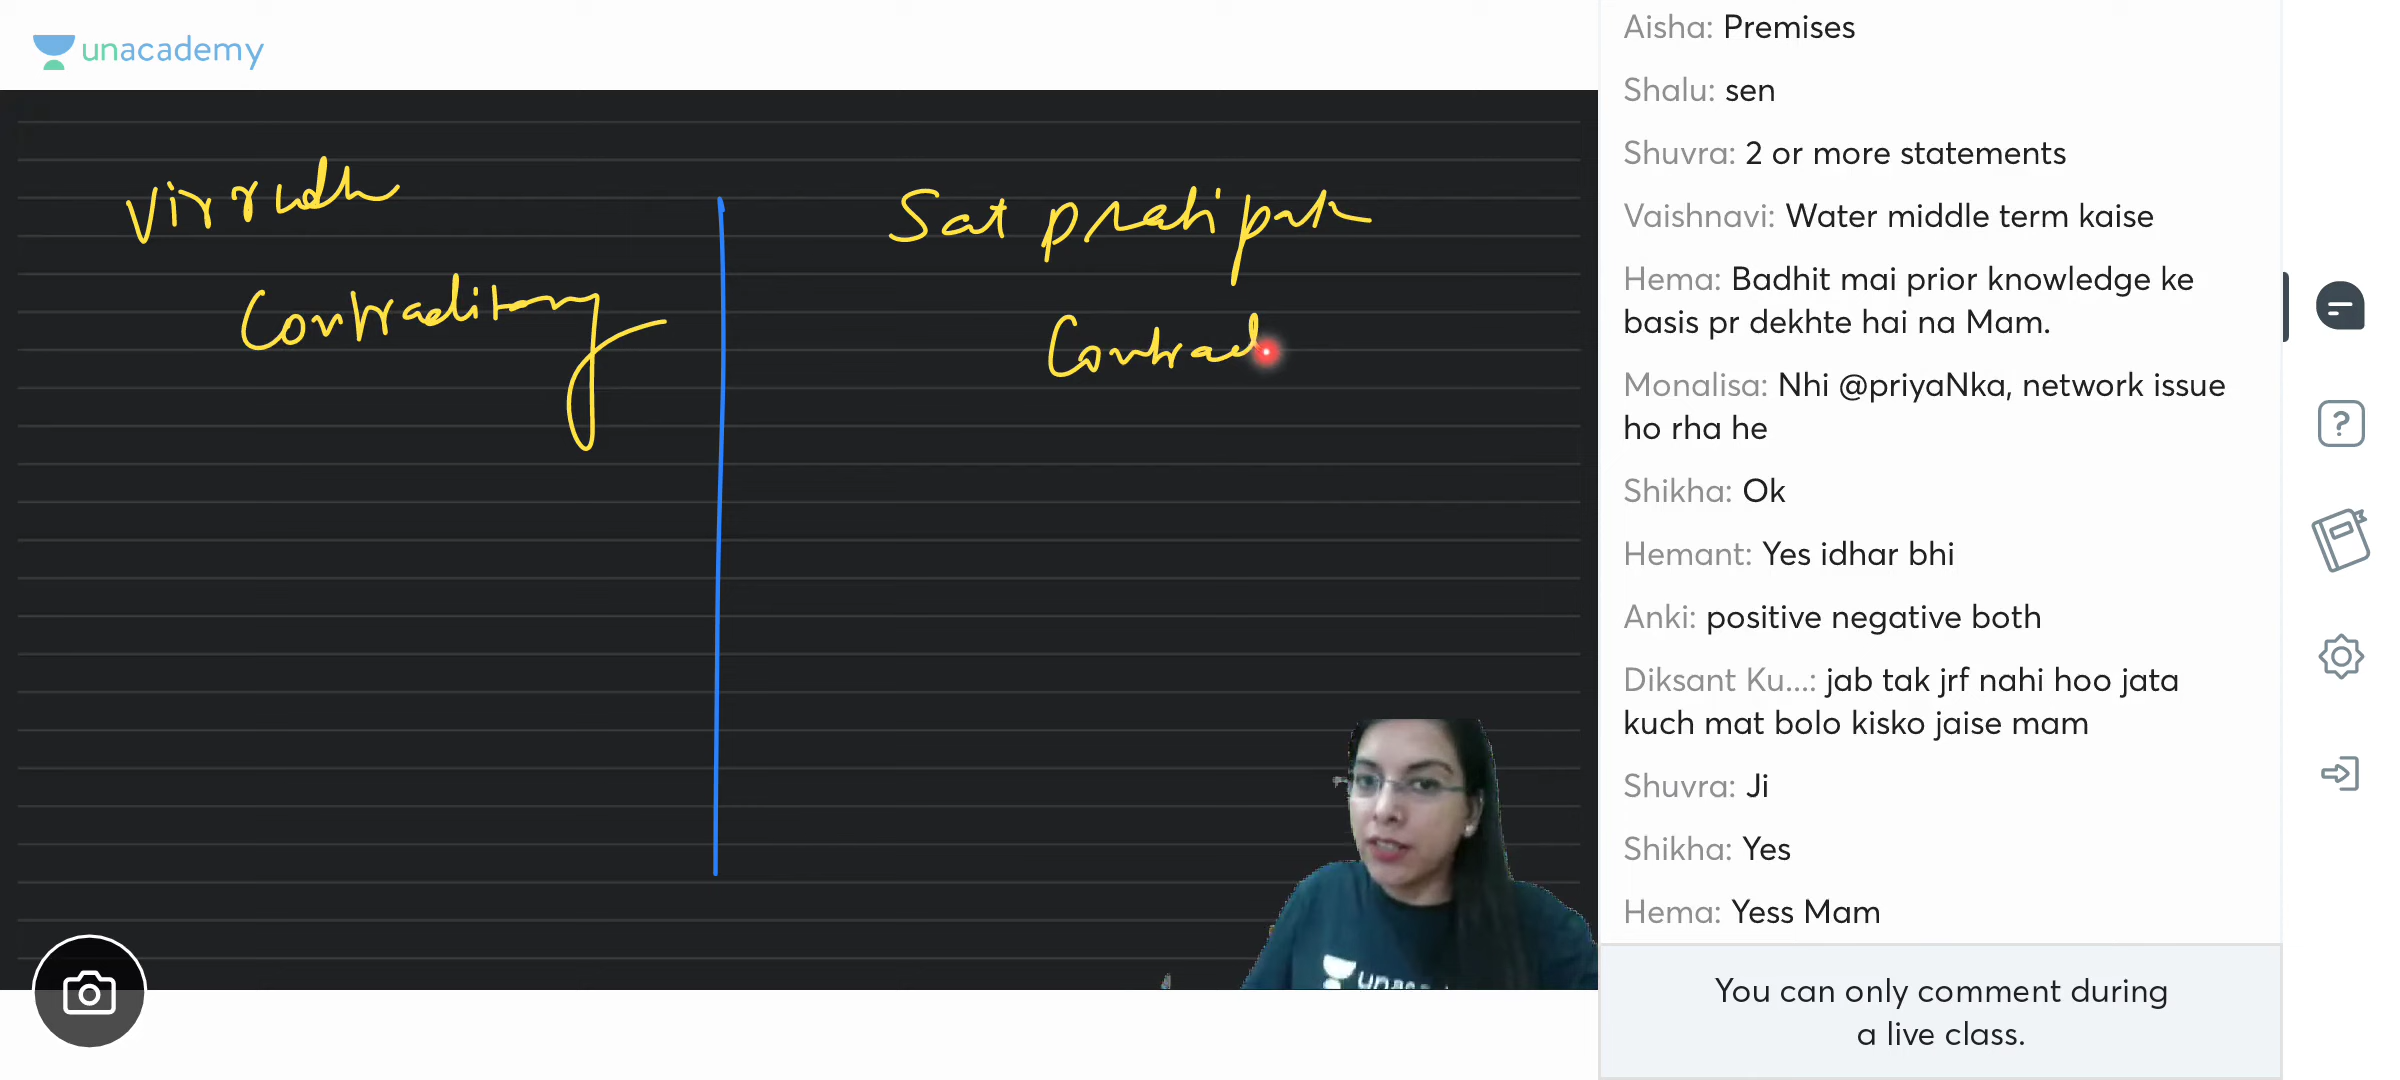 unacademy
Virrudh
Contraditory
Sat pratipak
Contrad
Aisha: Premises
Shalu: sen
Shuvra: 2 or more statements
Vaishnavi: Water middle term kaise
Hema: Badhit mai prior knowledge ke
basis pr dekhte hai na Mam.
Monalisa: Nhi @priyaNka, network issue
ho rha he
Shikha: Ok
Hemant: Yes idhar bhi
Anki: positive negative both
Diksant Ku...: jab tak jrf nahi hoo jata
kuch mat bolo kisko jaise mam
Shuvra: Ji
Shikha: Yes
Hema: Yess Mam
You can only comment during
a live class.